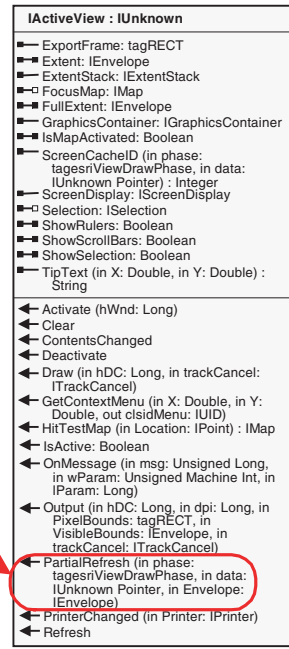 IActiveView : IUnknown
ExportFrame: tagRECT
Extent: IEnvelope
ExtentStack: IExtentStack
FocusMap: IMap
FullExtent: IEnvelope
GraphicsContainer: IGraphicsContainer
IsMapActivated: Boolean
ScreenCacheID (in phase:
tagesriViewDrawPhase, in data:
IUnknown Pointer) : Integer
ScreenDisplay: IScreenDisplay
Selection: ISelection
ShowRulers: Boolean
ShowScrollBars: Boolean
ShowSelection: Boolean
TipText (in X: Double, in Y: Double) :
String
Activate (hWnd: Long)
Clear
ContentsChanged
Deactivate
Draw (in hDC: Long, in trackCancel:
ITrackCancel)
GetContextMenu (in X: Double, in Y:
Double, out clsidMenu: IUID)
HitTestMap (in Location: IPoint) : IMap
IsActive: Boolean
OnMessage (in msg: Unsigned Long,
in wParam: Unsigned Machine Int, in
lParam: Long)
Output (in hDC: Long, in dpi: Long, in
PixelBounds: tagRECT, in
VisibleBounds: IEnvelope, in
trackCancel: ITrackCancel)
PartialRefresh (in phase:
tagesriViewDrawPhase, in data:
IUnknown Pointer, in Envelope:
IEnvelope)
PrinterChanged (in Printer: IPrinter)
Refresh